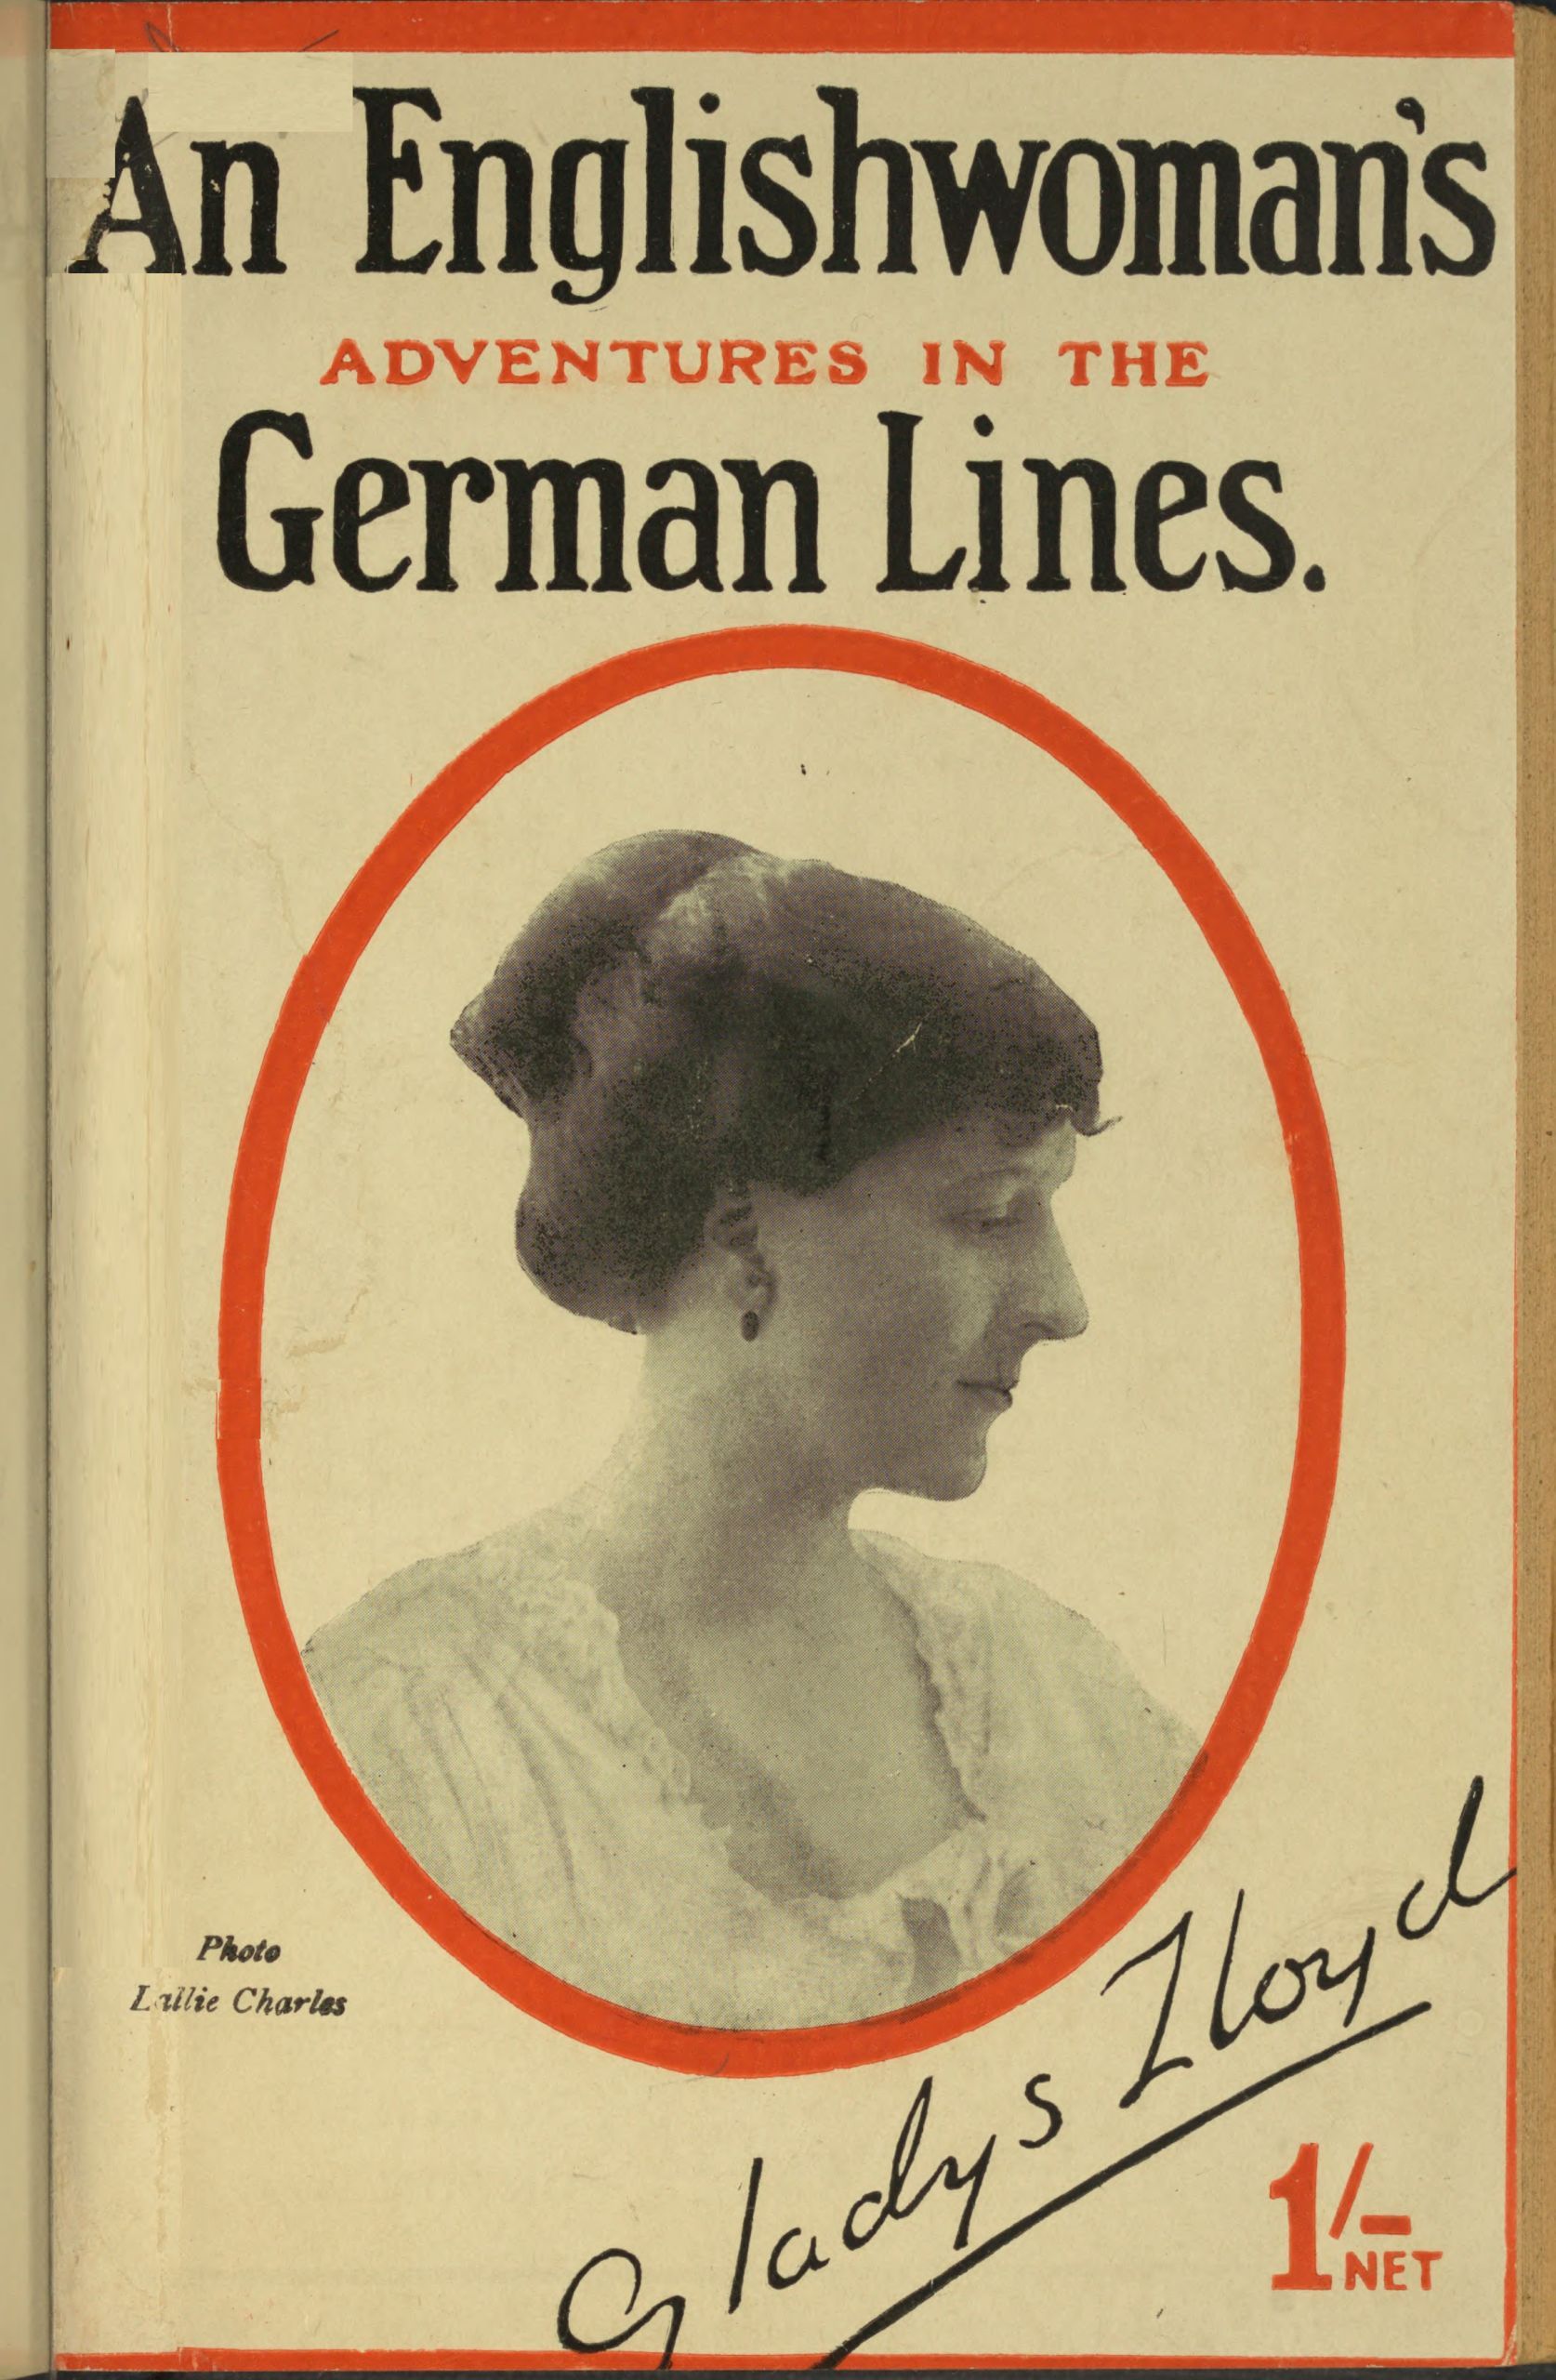 An Englishwoman's
ADVENTURES IN THE
German Lines.
Photo
Lallie Charles
Gladys Lloyd
1/-
NET